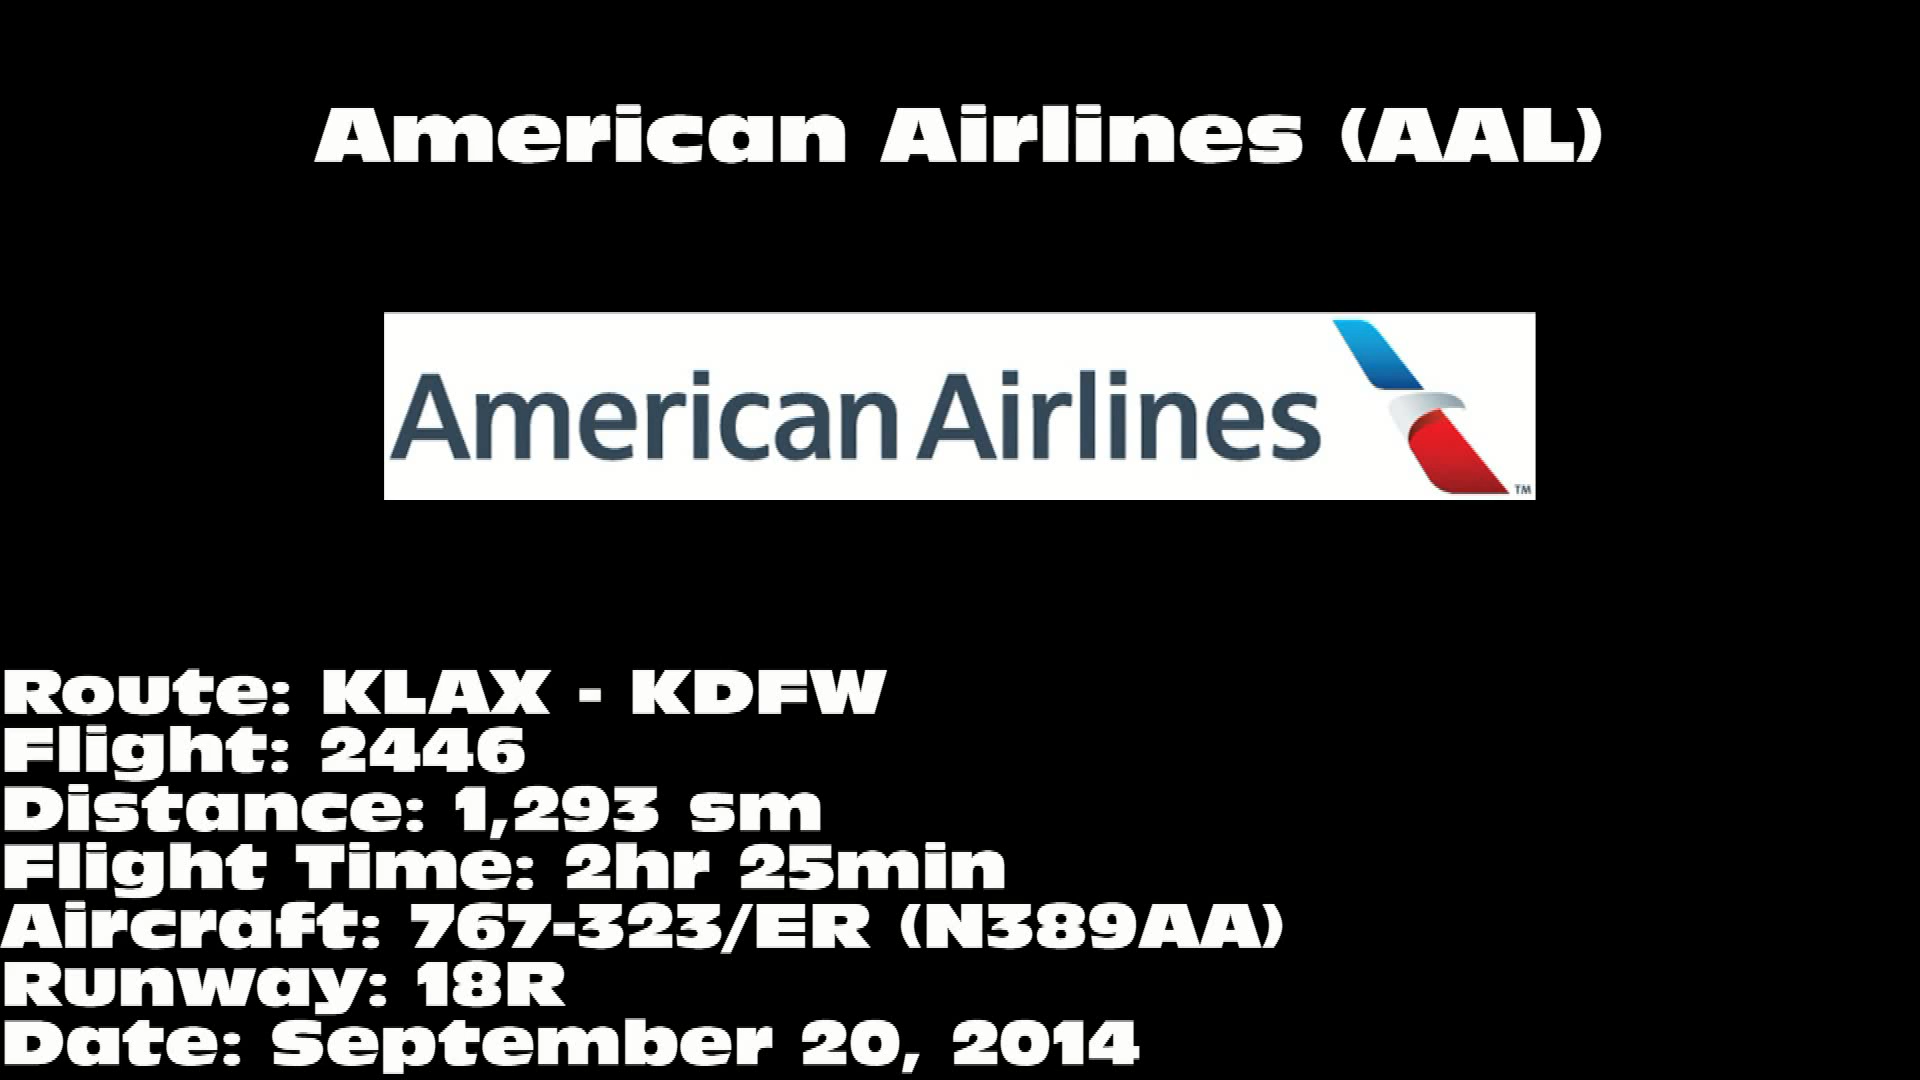 American Airlines (AAL)
American Airlines
TM
Route: KLAX - KDFW
Flight: 2446
Distance: 1,293 sm
Flight Time: 2hr 25min
Aircraft: 767-323/ER (N389AA)
Runway: 18R
Date: September 20, 2014